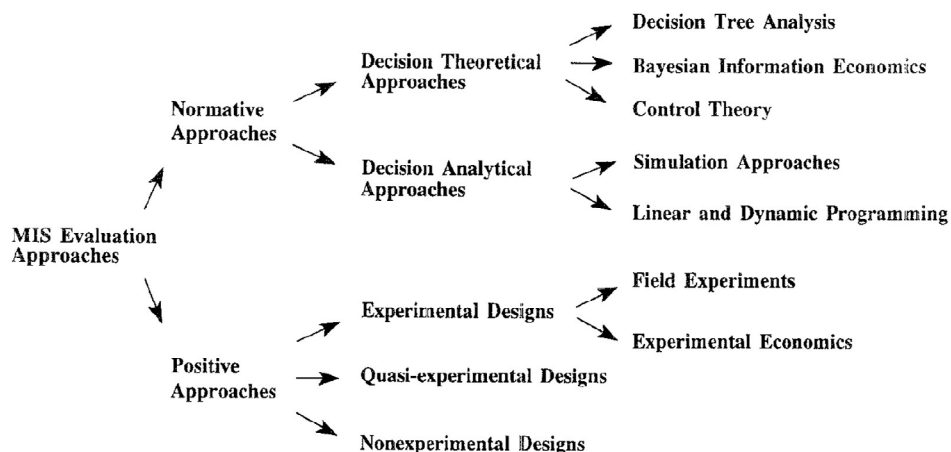 Decision Tree Analysis
Decision Theoretical
Approaches
Bayesian Information Economics
Normative
Approaches
Control Theory
Decision Analytical
Approaches
Simulation Approaches
Linear and Dynamic Programming
MIS Evaluation
Approaches
Field Experiments
Experimental Designs
Experimental Economics
Positive
Approaches
Quasi-experimental Designs
Nonexperimental Designs